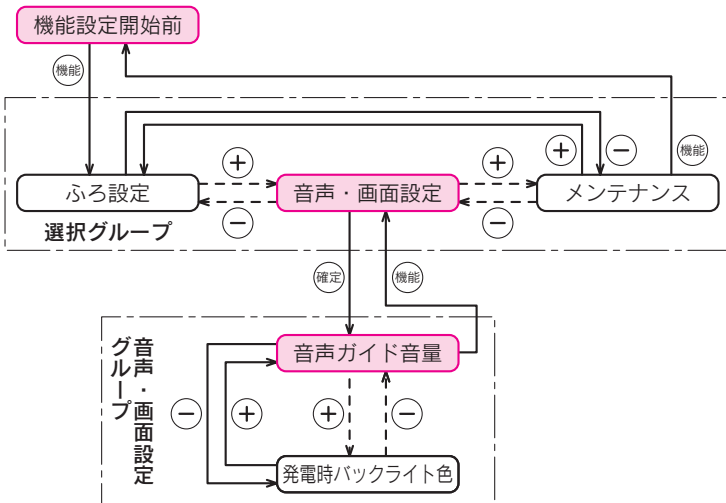 機能設定開始前
機能
＋
－
機能
ふろ設定
＋
－
音声・画面設定
＋
－
メンテナンス
選択グループ
確定
機能
音声・画面設定
グループ
音声ガイド音量
－
＋
＋
－
発電時バックライト色